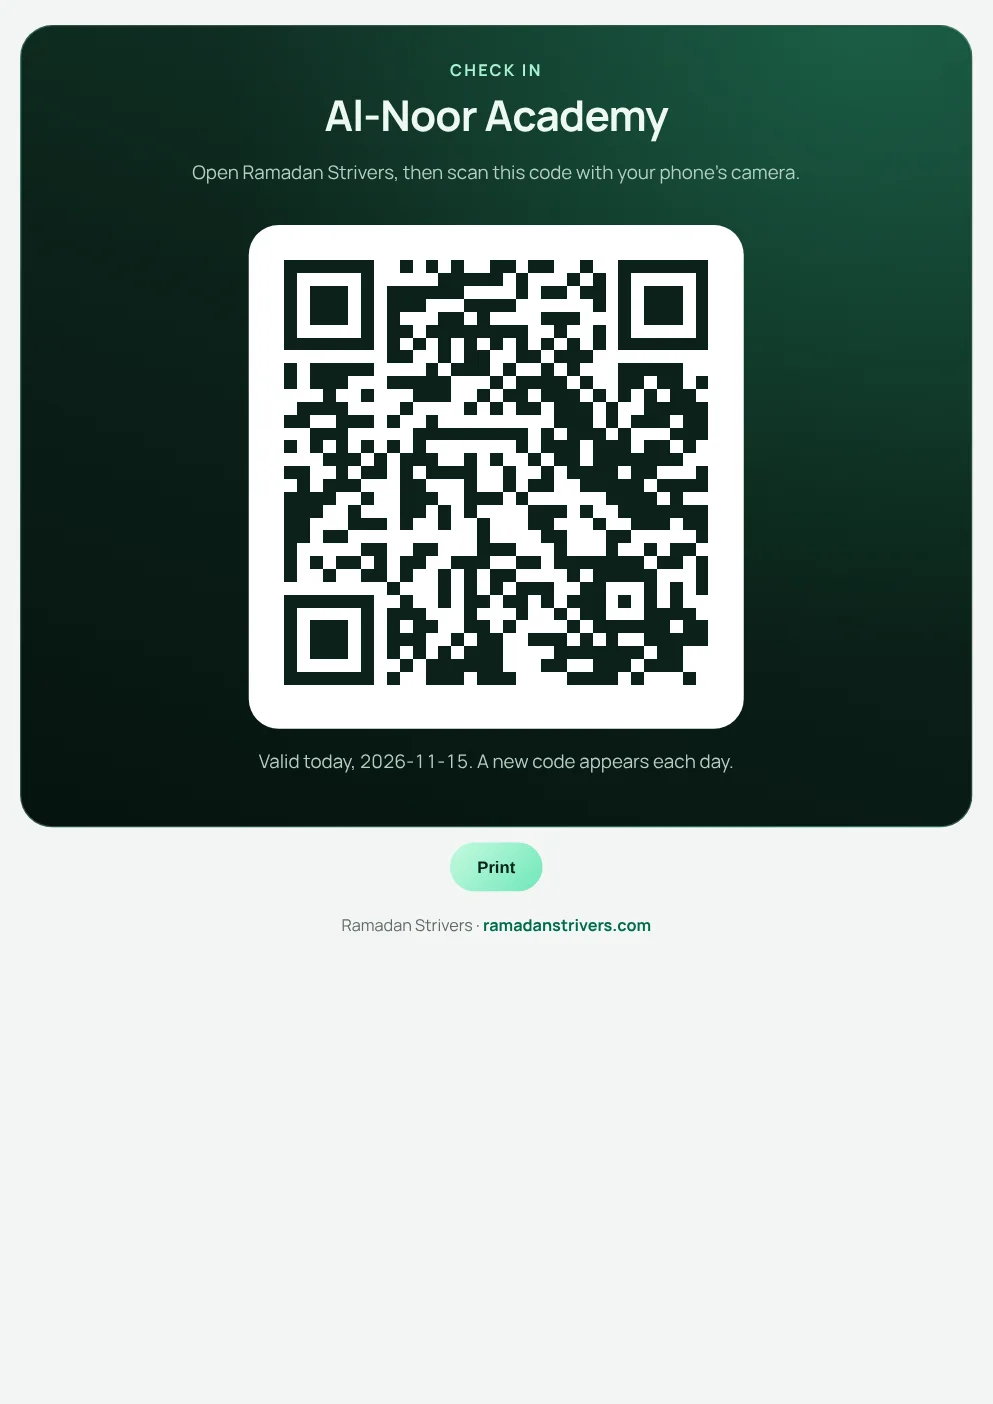 CHECK IN
Al-Noor Academy
Open Ramadan Strivers, then scan this code with your phone's camera.
Valid today, 2026-11-15. A new code appears each day.
Print
Ramadan Strivers · ramadanstrivers.com